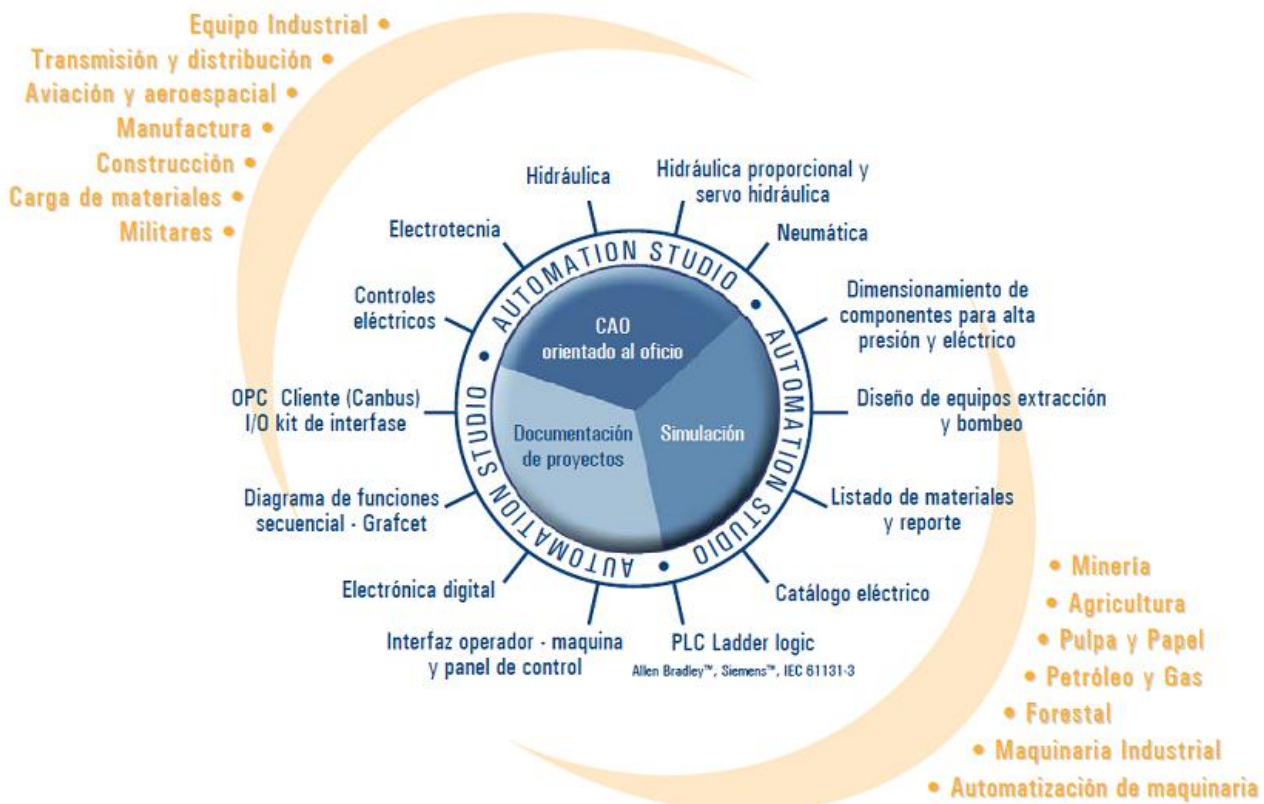 Equipo Industrial •
Transmisión y distribución •
Aviación y aeroespacial •
Manufactura •
Construcción •
Carga de materiales •
Militares •
Hidráulica
Hidráulica proporcional y
servo hidráulica
Electrotecnia
Neumática
Controles
eléctricos
Dimensionamiento de
componentes para alta
presión y eléctrico
OPC Cliente (Canbus)
I/O kit de interfase
Diseño de equipos extracción
y bombeo
Diagrama de funciones
secuencial - Grafcet
Listado de materiales
y reporte
Electrónica digital
Catálogo eléctrico
Interfaz operador - maquina
y panel de control
PLC Ladder logic
Allen Bradley™, Siemens™, IEC 61131-3
AUTOMATION STUDIO • AUTOMATION STUDIO • AUTOMATION STUDIO •
CAO
orientado al oficio
Documentación
de proyectos
Simulación
• Minería
• Agricultura
• Pulpa y Papel
• Petróleo y Gas
• Forestal
• Maquinaria Industrial
• Automatización de maquinaria